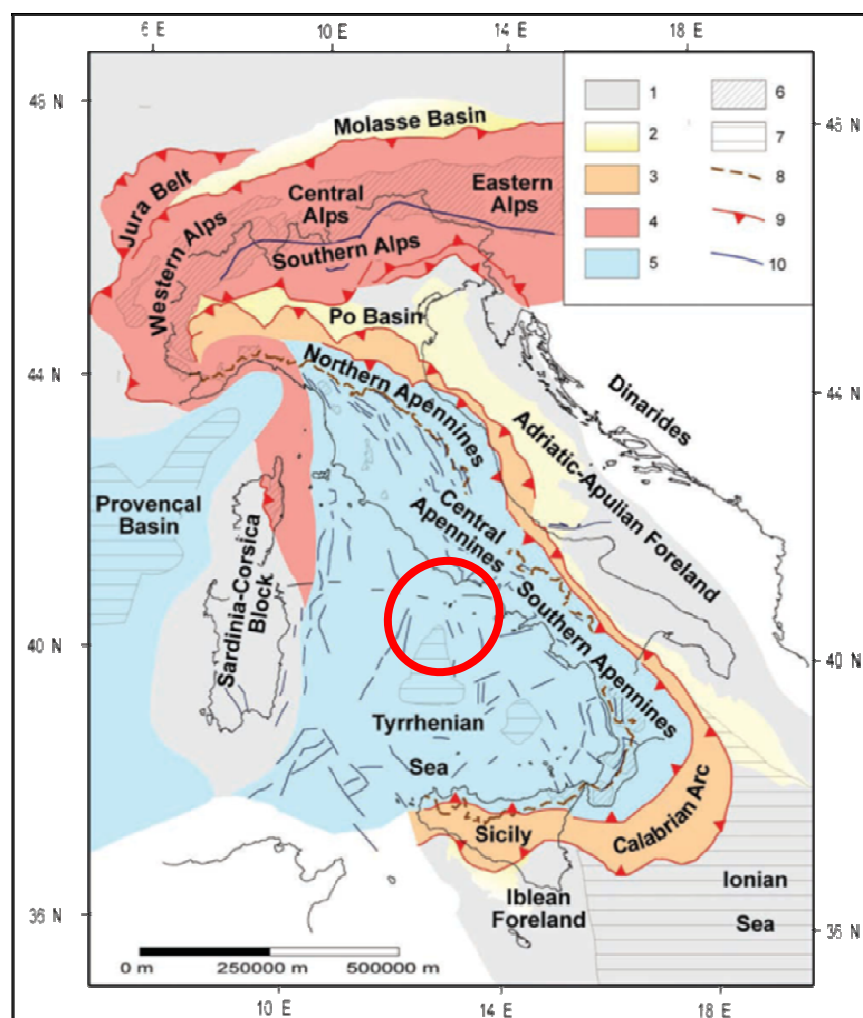 6 E 10 E 14 E 18 E
45 N
45 N
44 N
44 N
40 N
40 N
36 N
36 N
10 E 14 E 18 E
1
2
3
4
5
6
7
8
9
10
Molasse Basin
Jura Belt
Central
Alps
Eastern
Alps
Western Alps
Southern Alps
Po Basin
Northern Apennines
Dinarides
Adriatic-Apulian Foreland
Provencal
Basin
Central
Apennines
Sardinia-Corsica
Block
Southern Apennines
Tyrrhenian
Sea
Calabrian Arc
Sicily
Iblean
Foreland
Ionian
Sea
0 m 250000 m 500000 m